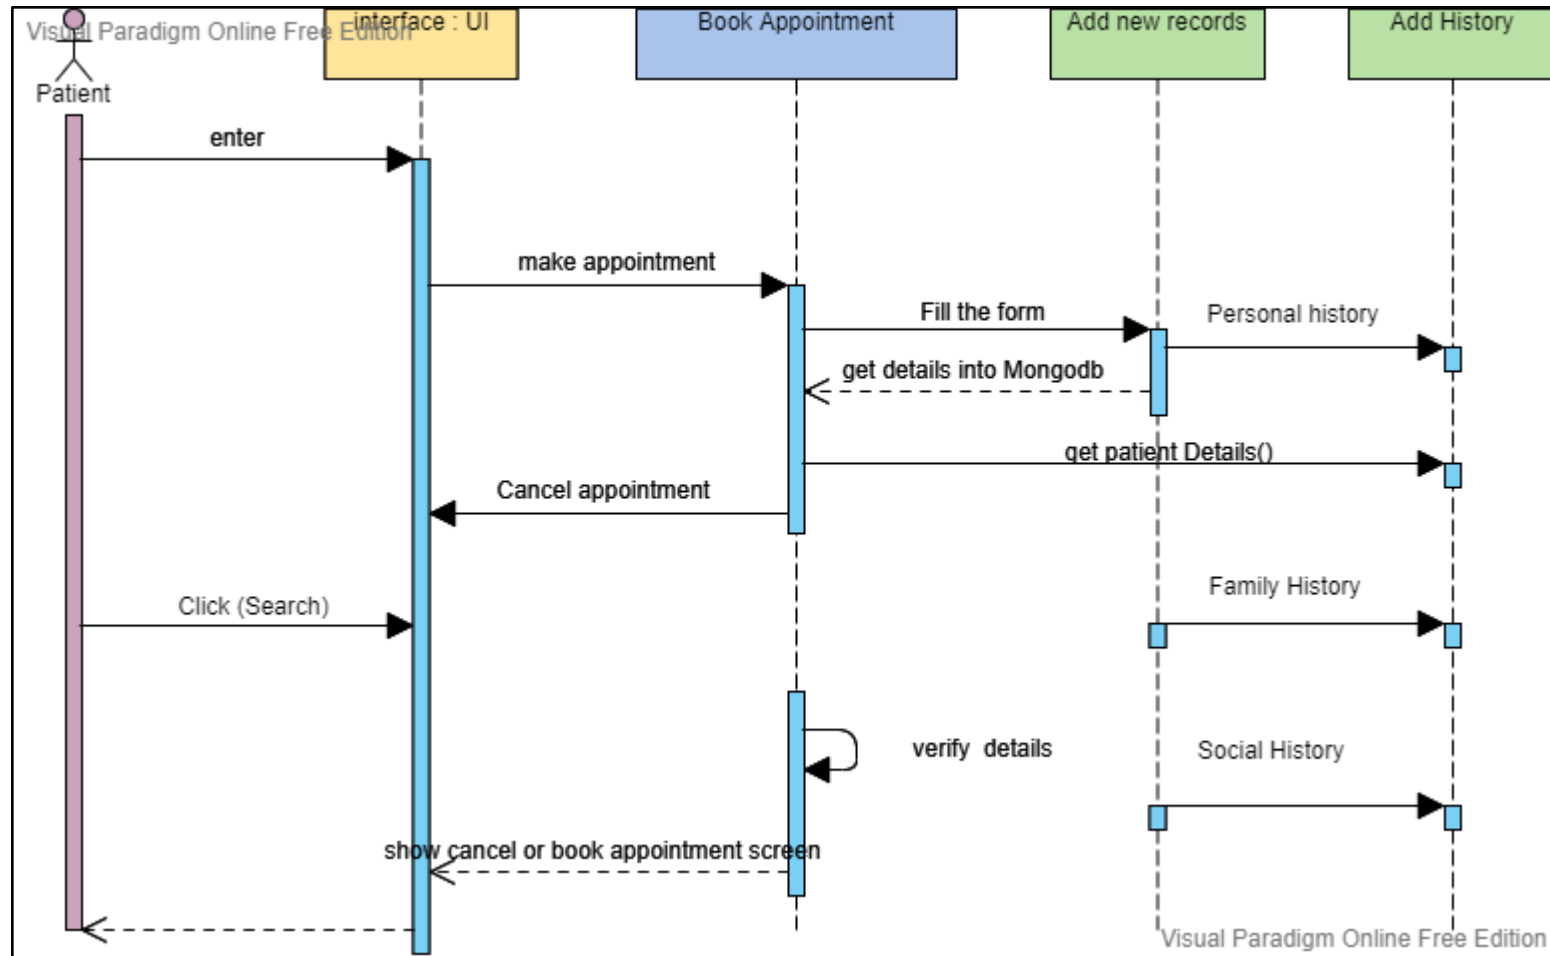 Visual Paradigm Online Free Edition
interface : UI
Book Appointment
Add new records
Add History
Patient
enter
make appointment
Fill the form
Personal history
get details into Mongodb
get patient Details()
Cancel appointment
Family History
Click (Search)
verify details
Social History
show cancel or book appointment screen
Visual Paradigm Online Free Edition